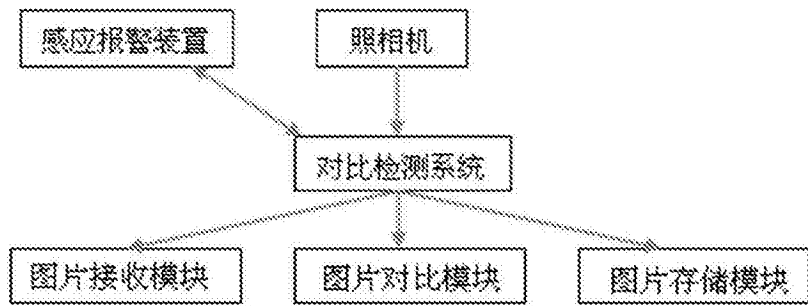 感应报警装置
照相机
对比检测系统
图片接收模块
图片对比模块
图片存储模块